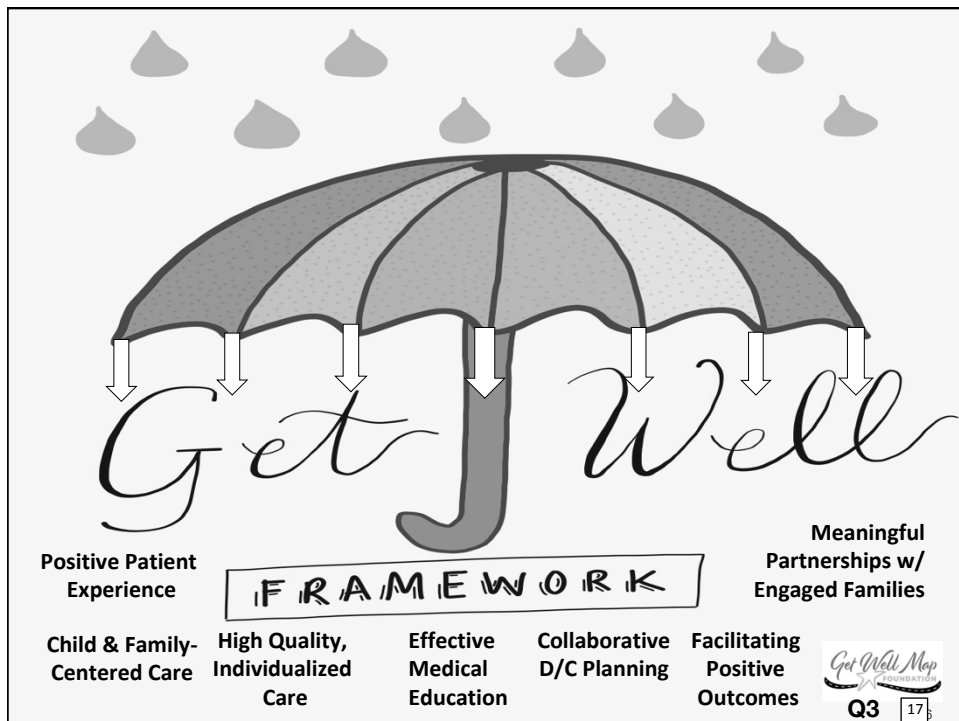 Get Well
Positive Patient
Experience
FRAMEWORK
Meaningful
Partnerships w/
Engaged Families
Child & Family-
Centered Care
High Quality,
Individualized
Care
Effective
Medical
Education
Collaborative
D/C Planning
Facilitating
Positive
Outcomes
Get Well Map
FOUNDATION
Q3
17
6